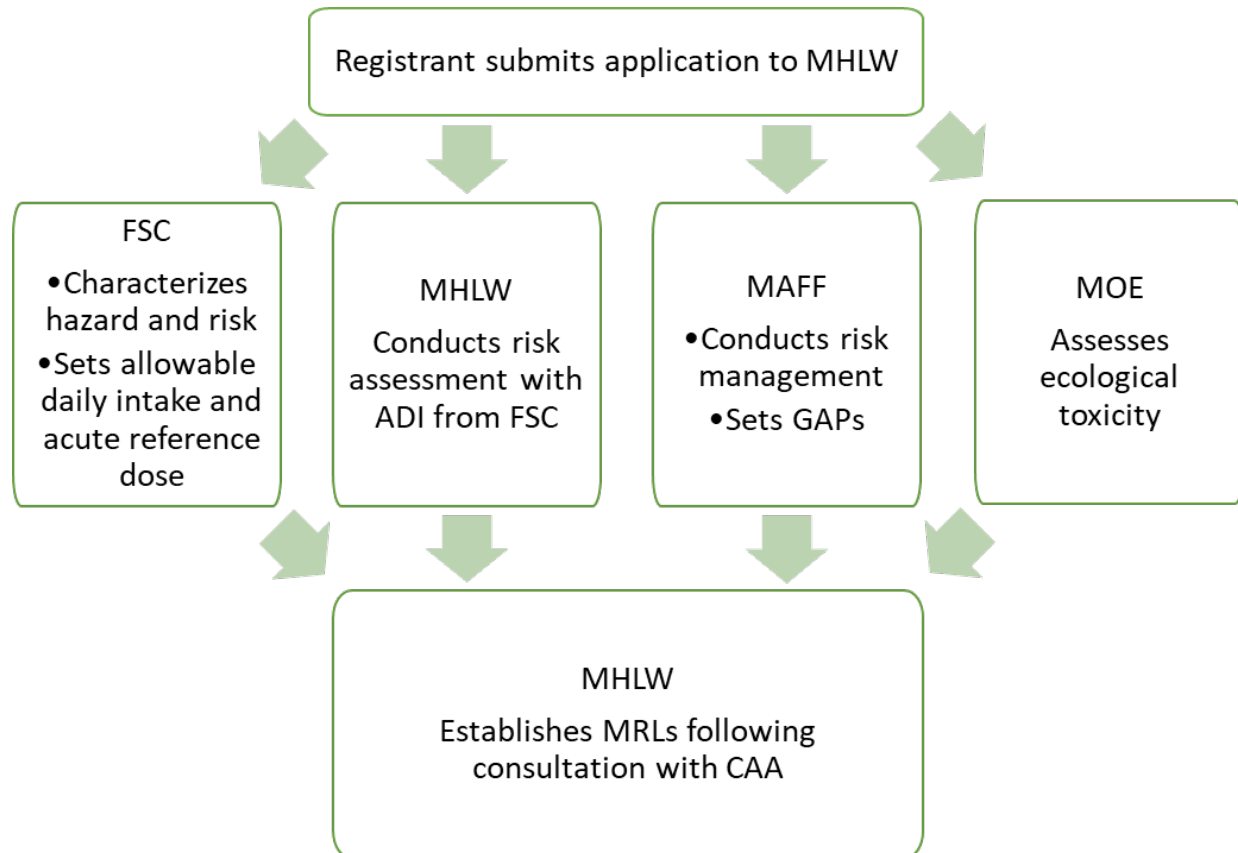 Registrant submits application to MHLW
FSC
•Characterizes
hazard and risk
•Sets allowable
daily intake and
acute reference
dose
MHLW
Conducts risk
assessment with
ADI from FSC
MAFF
•Conducts risk
management
•Sets GAPs
MOE
Assesses
ecological
toxicity
MHLW
Establishes MRLs following
consultation with CAA